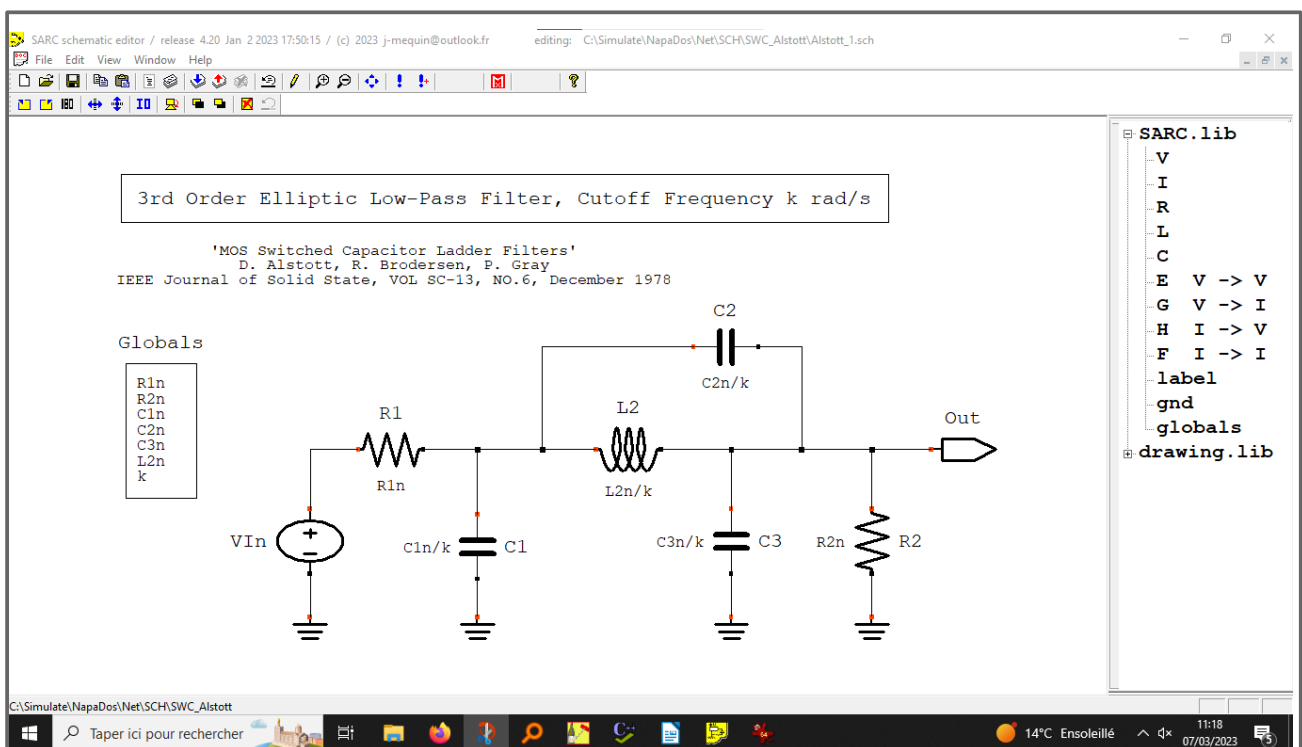 SARC schematic editor / release 4.20 Jan 2 2023 17:50:15 / (c) 2023 j-mequin@outlook.fr editing: C:\Simulate\NapaDos\Net\SCH\SWC_Alstott\Alstott_1.sch
File Edit View Window Help
3rd Order Elliptic Low-Pass Filter, Cutoff Frequency k rad/s
'MOS Switched Capacitor Ladder Filters'
D. Alstott, R. Brodersen, P. Gray
IEEE Journal of Solid State, VOL SC-13, NO.6, December 1978
Globals
R1n
R2n
C1n
C2n
C3n
L2n
k
C2
C2n/k
R1
R1n
L2
L2n/k
Out
VIn
C1n/k
C1
C3n/k
C3
R2n
R2
SARC.lib
V
I
R
L
C
E V -> V
G V -> I
H I -> V
F I -> I
label
gnd
globals
drawing.lib
C:\Simulate\NapaDos\Net\SCH\SWC_Alstott
Taper ici pour rechercher
14°C Ensoleillé
11:18
07/03/2023
5